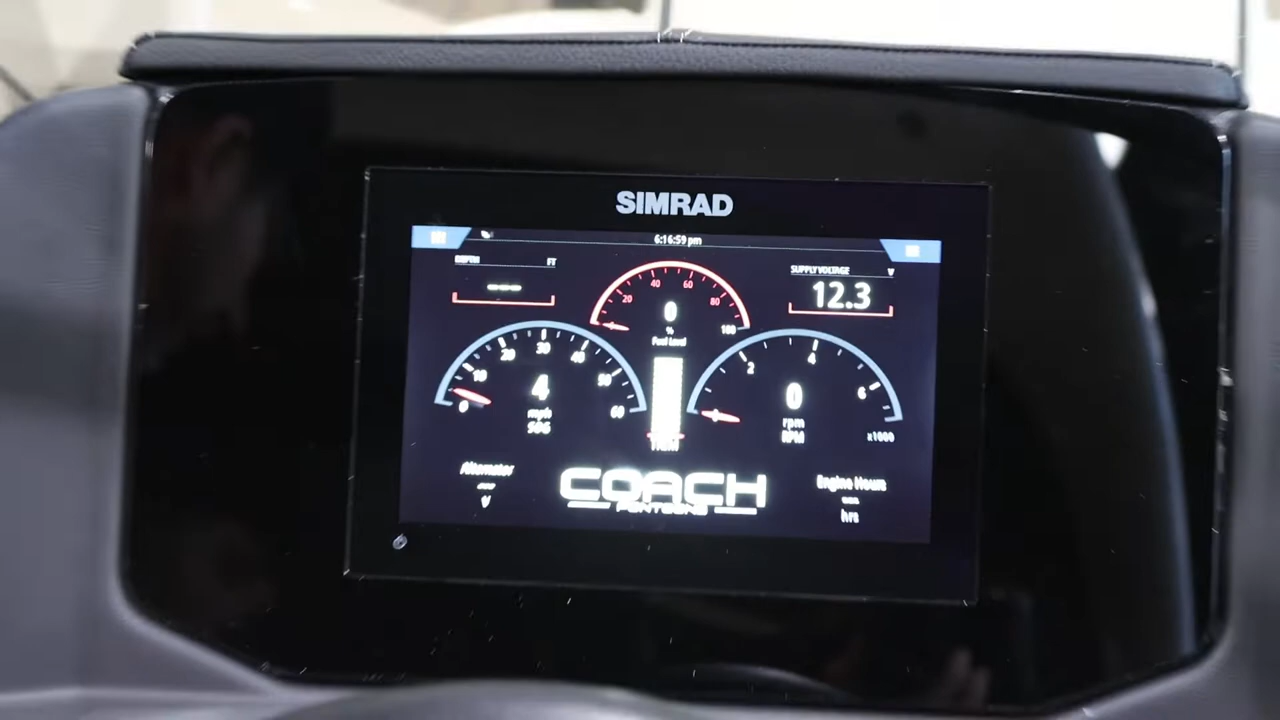 SIMRAD
6:16:59 pm
DEPTH FT
---
SUPPLY VOLTAGE V
12.3
20 40 60 80 100
0
%
Fuel Level
0 10 20 30 40 50 60
4
mph
SOG
2 4 6
0
rpm
RPM
x1000
TRIM
Alternator
---
V
COACH
PONTOONS
Engine Hours
---
hrs